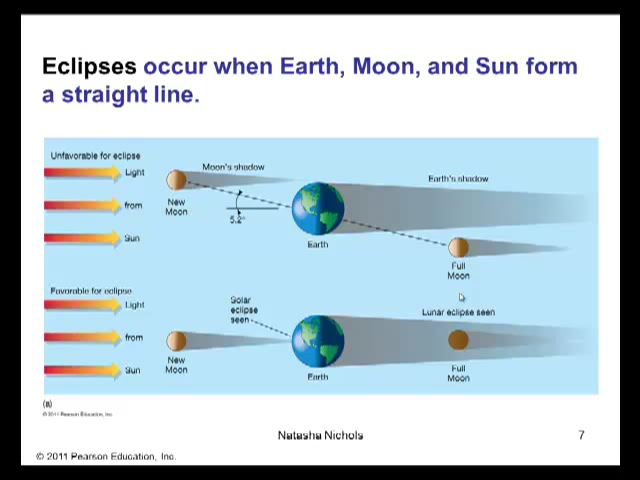 Eclipses occur when Earth, Moon, and Sun form
a straight line.
Unfavorable for eclipse
Light
from
Sun
New
Moon
Moon's shadow
5.2°
Earth
Earth's shadow
Full
Moon
Favorable for eclipse
Light
from
Sun
New
Moon
Solar
eclipse
seen
Earth
Lunar eclipse seen
Full
Moon
(a)
© 2011 Pearson Education, Inc.
Natasha Nichols
7
© 2011 Pearson Education, Inc.